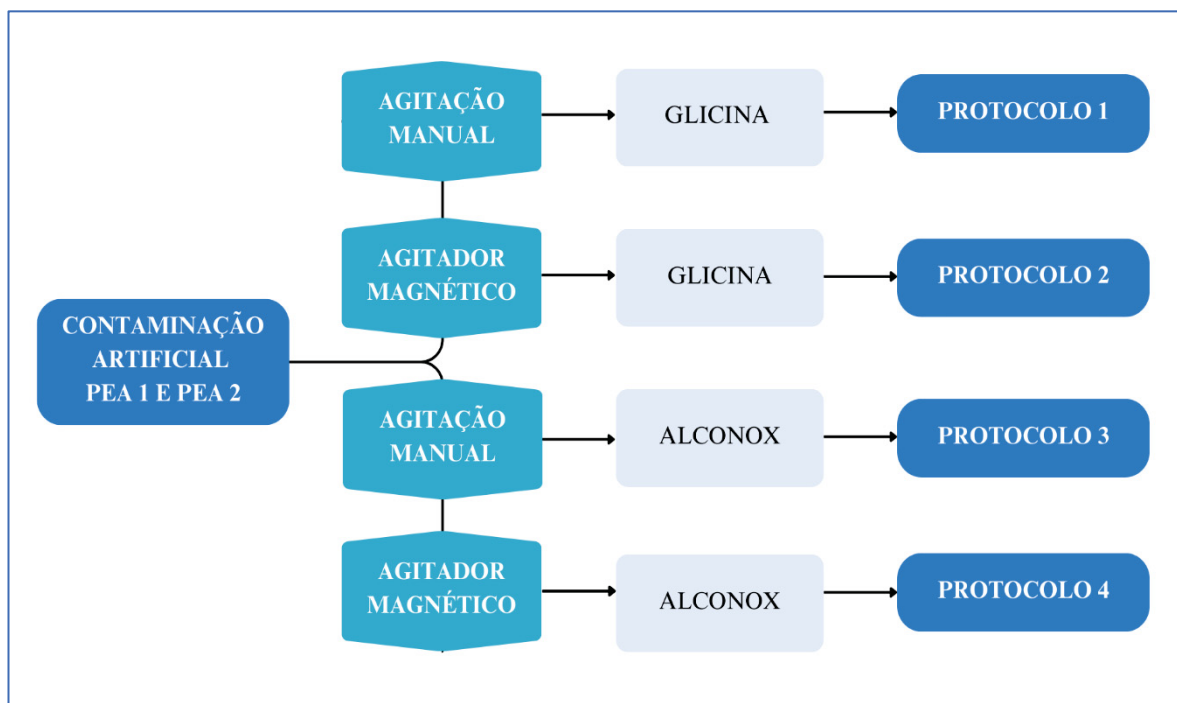 AGITAÇÃO
MANUAL
GLICINA
PROTOCOLO 1
AGITADOR
MAGNÉTICO
GLICINA
PROTOCOLO 2
CONTAMINAÇÃO
ARTIFICIAL
PEA 1 E PEA 2
AGITAÇÃO
MANUAL
ALCONOX
PROTOCOLO 3
AGITADOR
MAGNÉTICO
ALCONOX
PROTOCOLO 4